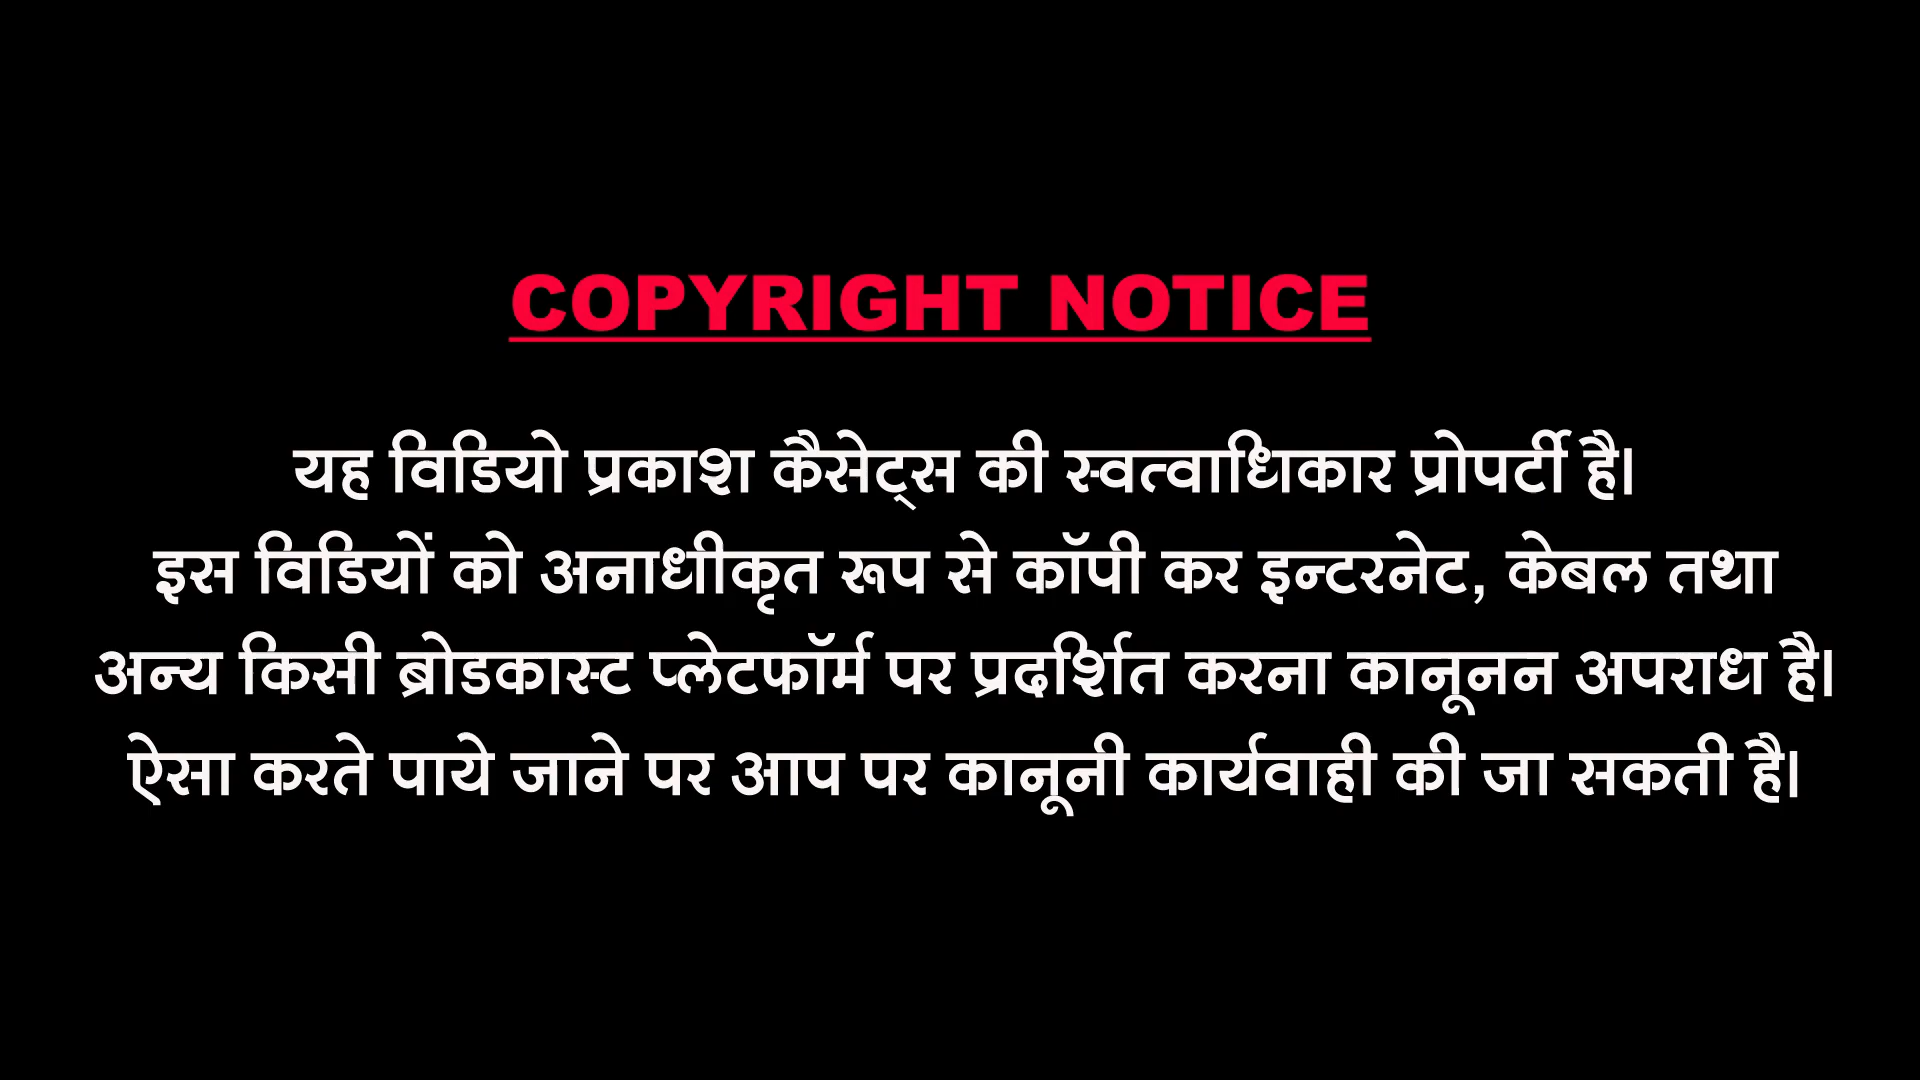 COPYRIGHT NOTICE
यह विडियो प्रकाश कैसेट्स की स्वत्वाधिकार प्रोपर्टी है।
इस विडियों को अनाधीकृत रूप से कॉपी कर इन्टरनेट, केबल तथा
अन्य किसी ब्रोडकास्ट प्लेटफॉर्म पर प्रदर्शित करना कानूनन अपराध है।
ऐसा करते पाये जाने पर आप पर कानूनी कार्यवाही की जा सकती है।